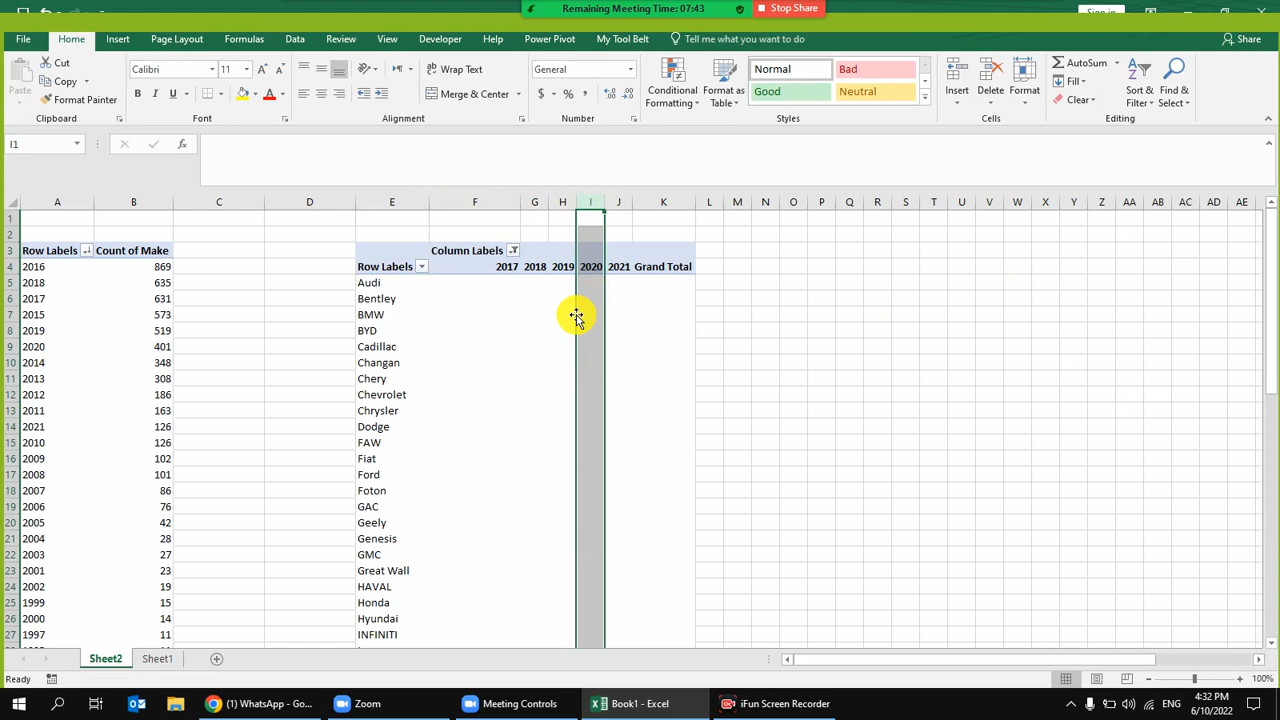 Remaining Meeting Time: 07:43 Stop Share
Sign in
File Home Insert Page Layout Formulas Data Review View Developer Help Power Pivot My Tool Belt Tell me what you want to do Share
Cut
Copy
Format Painter
Paste
Clipboard
Calibri 11
B I U
Font
Wrap Text
Merge & Center
Alignment
General
$ % ,
Number
Conditional Formatting
Format as Table
Normal Bad
Good Neutral
Styles
Insert Delete Format
Cells
AutoSum
Fill
Clear
Sort & Filter
Find & Select
Editing
I1 fx
A B C D E F G H I J K L M N O P Q R S T U V W X Y Z AA AB AC AD AE
1
2
3 Row Labels Count of Make Column Labels
4 2016 869 Row Labels 2017 2018 2019 2020 2021 Grand Total
5 2018 635 Audi
6 2017 631 Bentley
7 2015 573 BMW
8 2019 519 BYD
9 2020 401 Cadillac
10 2014 348 Changan
11 2013 308 Chery
12 2012 186 Chevrolet
13 2011 163 Chrysler
14 2021 126 Dodge
15 2010 126 FAW
16 2009 102 Fiat
17 2008 101 Ford
18 2007 86 Foton
19 2006 76 GAC
20 2005 42 Geely
21 2004 28 Genesis
22 2003 27 GMC
23 2001 23 Great Wall
24 2002 19 HAVAL
25 1999 15 Honda
26 2000 14 Hyundai
27 1997 11 INFINITI
Sheet2 Sheet1
Ready 100%
(1) WhatsApp - Go... Zoom Meeting Controls Book1 - Excel iFun Screen Recorder ENG 4:32 PM
6/10/2022